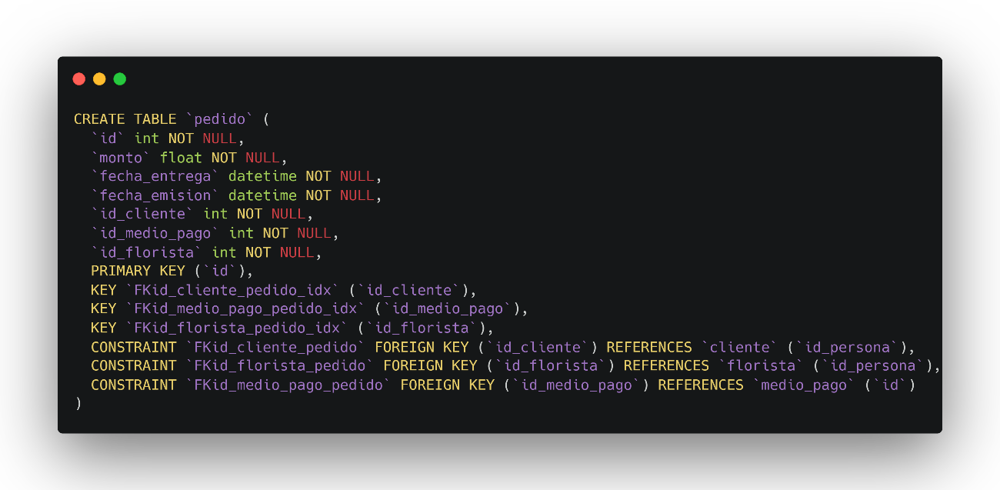 CREATE TABLE `pedido` (
  `id` int NOT NULL,
  `monto` float NOT NULL,
  `fecha_entrega` datetime NOT NULL,
  `fecha_emision` datetime NOT NULL,
  `id_cliente` int NOT NULL,
  `id_medio_pago` int NOT NULL,
  `id_florista` int NOT NULL,
  PRIMARY KEY (`id`),
  KEY `FKid_cliente_pedido_idx` (`id_cliente`),
  KEY `FKid_medio_pago_pedido_idx` (`id_medio_pago`),
  KEY `FKid_florista_pedido_idx` (`id_florista`),
  CONSTRAINT `FKid_cliente_pedido` FOREIGN KEY (`id_cliente`) REFERENCES `cliente` (`id_persona`),
  CONSTRAINT `FKid_florista_pedido` FOREIGN KEY (`id_florista`) REFERENCES `florista` (`id_persona`),
  CONSTRAINT `FKid_medio_pago_pedido` FOREIGN KEY (`id_medio_pago`) REFERENCES `medio_pago` (`id`)
)